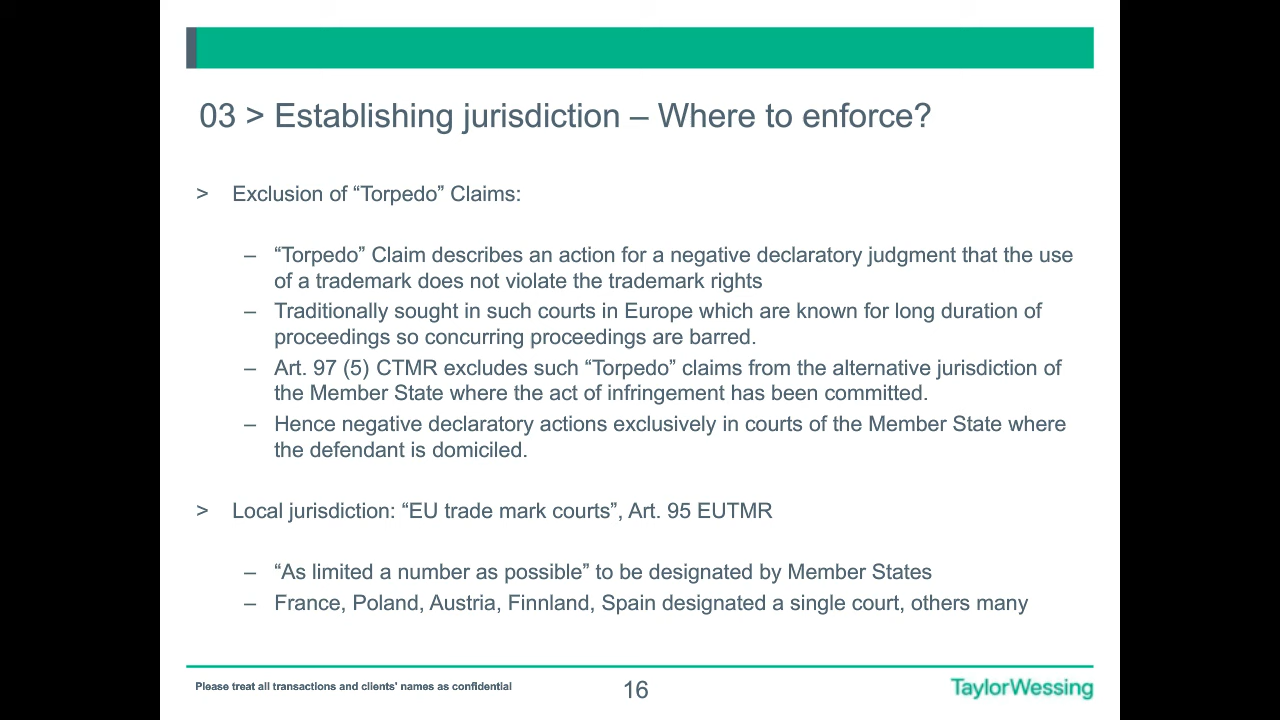 03 > Establishing jurisdiction – Where to enforce?
> Exclusion of “Torpedo” Claims:
– “Torpedo” Claim describes an action for a negative declaratory judgment that the use
of a trademark does not violate the trademark rights
– Traditionally sought in such courts in Europe which are known for long duration of
proceedings so concurring proceedings are barred.
– Art. 97 (5) CTMR excludes such “Torpedo” claims from the alternative jurisdiction of
the Member State where the act of infringement has been committed.
– Hence negative declaratory actions exclusively in courts of the Member State where
the defendant is domiciled.
> Local jurisdiction: “EU trade mark courts”, Art. 95 EUTMR
– “As limited a number as possible” to be designated by Member States
– France, Poland, Austria, Finnland, Spain designated a single court, others many
Please treat all transactions and clients' names as confidential
16
TaylorWessing